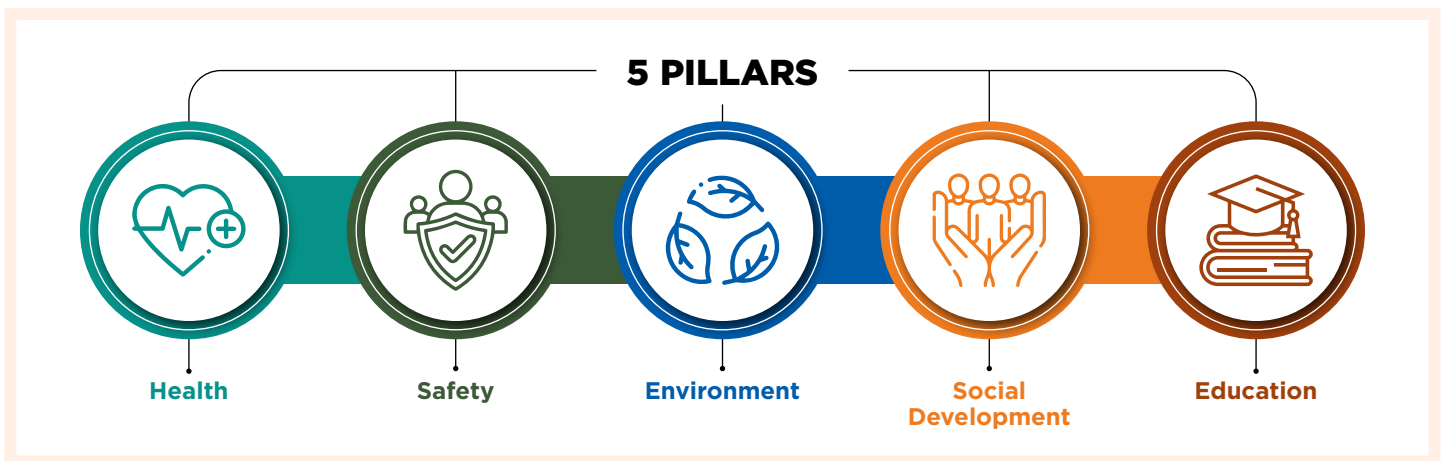 5 PILLARS
Health
Safety
Environment
Social
Development
Education